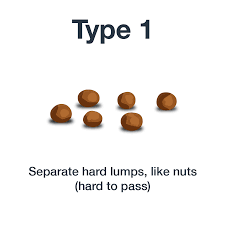 Type 1
Separate hard lumps, like nuts
(hard to pass)